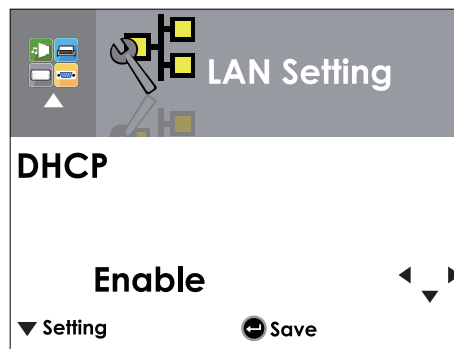 LAN Setting
DHCP
Enable
Setting
Save